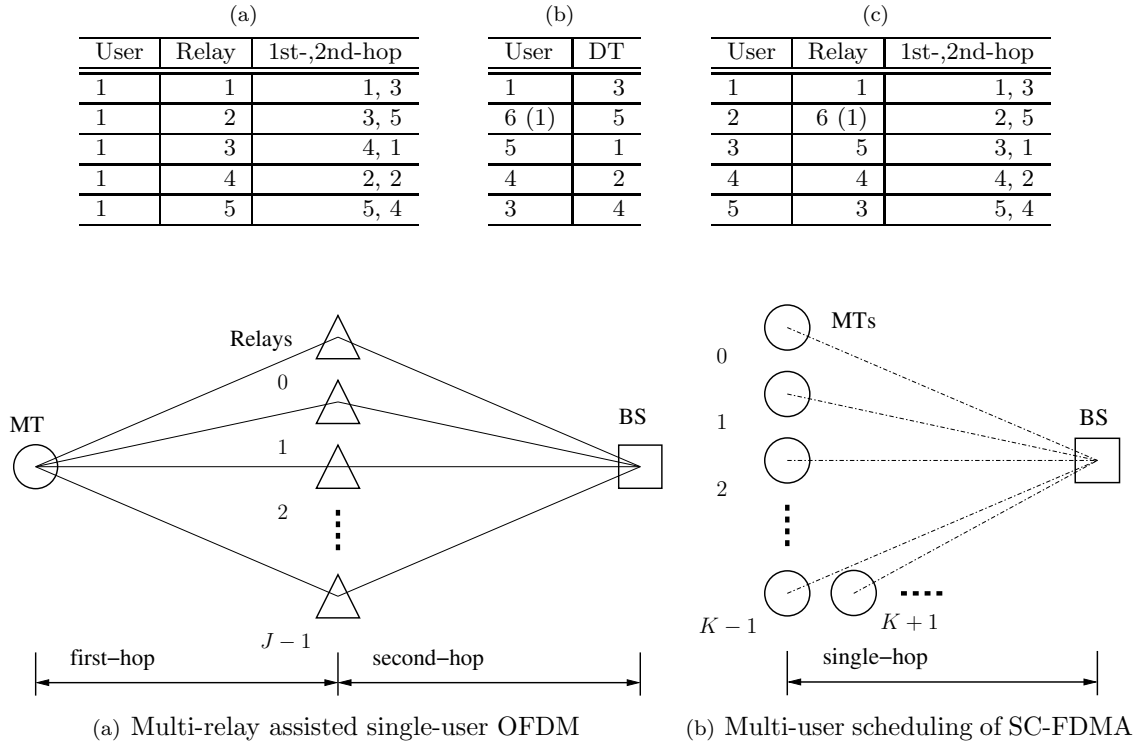 (a)
User Relay 1st-,2nd-hop
1 1 1, 3
1 2 3, 5
1 3 4, 1
1 4 2, 2
1 5 5, 4
(b)
User DT
1 3
6 (1) 5
5 1
4 2
3 4
(c)
User Relay 1st-,2nd-hop
1 1 1, 3
2 6 (1) 2, 5
3 5 3, 1
4 4 4, 2
5 3 5, 4
Relays
0
MT
1
BS
2
J − 1
first−hop
second−hop
(a) Multi-relay assisted single-user OFDM
MTs
0
1
BS
2
K − 1
K + 1
single−hop
(b) Multi-user scheduling of SC-FDMA